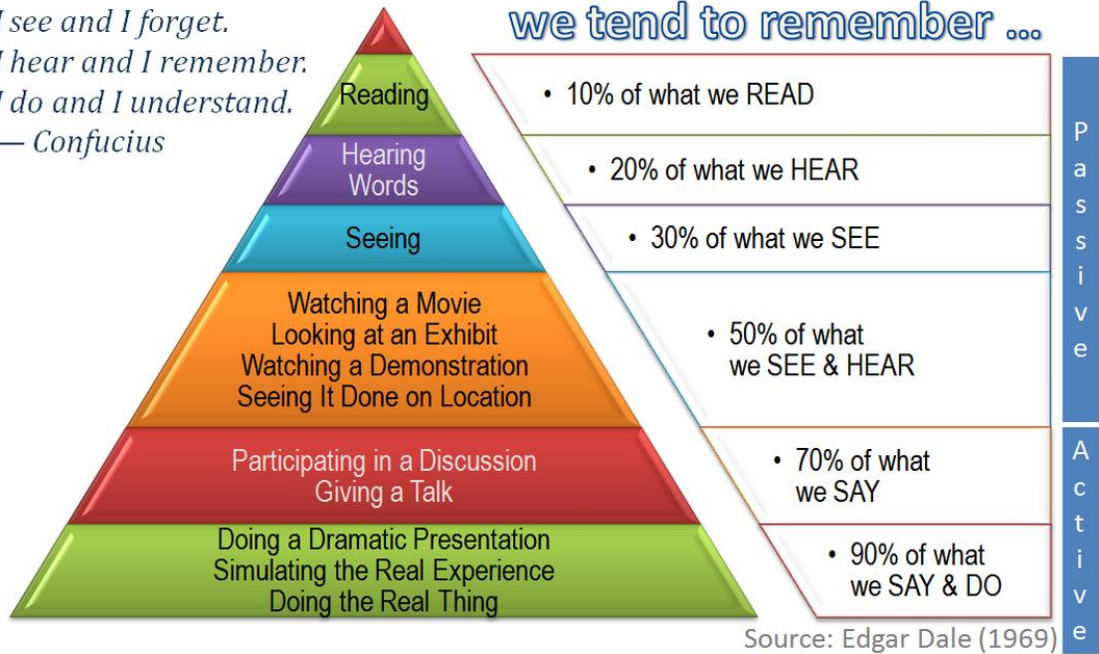 I see and I forget.
I hear and I remember.
I do and I understand.
— Confucius
we tend to remember ...
Reading
• 10% of what we READ
Hearing
Words
• 20% of what we HEAR
Seeing
• 30% of what we SEE
Watching a Movie
Looking at an Exhibit
Watching a Demonstration
Seeing It Done on Location
• 50% of what
we SEE & HEAR
Participating in a Discussion
Giving a Talk
• 70% of what
we SAY
Doing a Dramatic Presentation
Simulating the Real Experience
Doing the Real Thing
• 90% of what
we SAY & DO
Passive
Active
Source: Edgar Dale (1969)